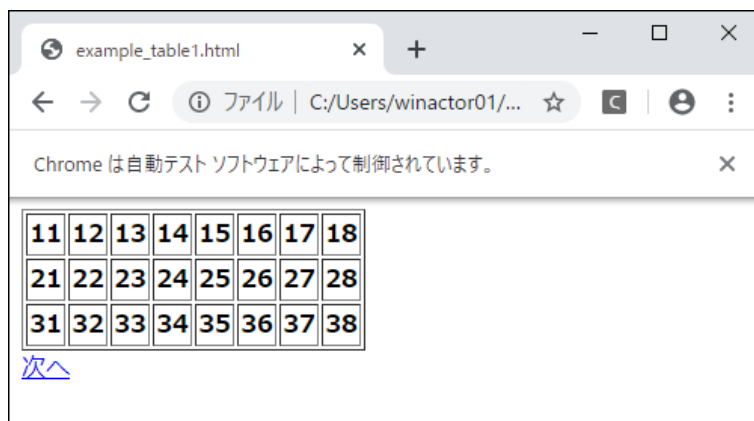 example_table1.html
ファイル | C:/Users/winactor01/...
Chrome は自動テスト ソフトウェアによって制御されています。
11 12 13 14 15 16 17 18
21 22 23 24 25 26 27 28
31 32 33 34 35 36 37 38
次へ